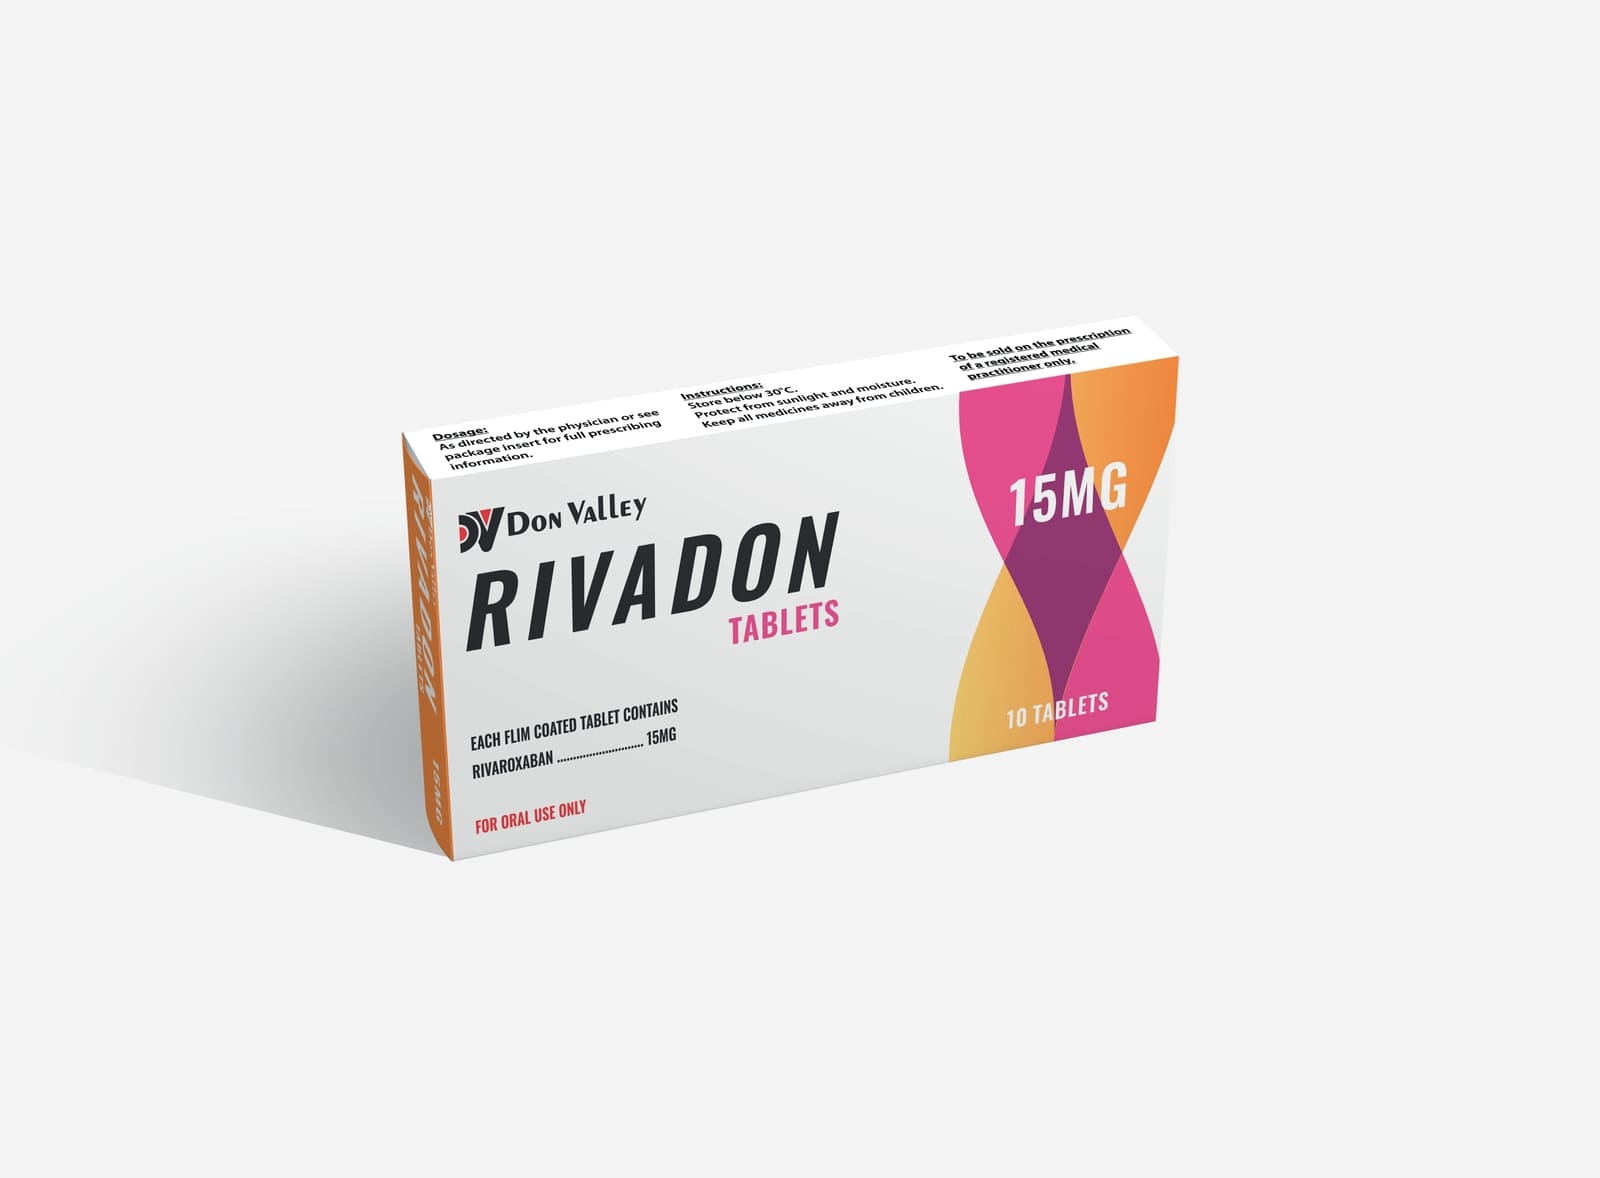 Dosage:
As directed by the physician or see
package insert for full prescribing
information.
Instructions:
Store below 30°C.
Protect from sunlight and moisture.
Keep all medicines away from children.
To be sold on the prescription
of a registered medical
practitioner only.
DV DON VALLEY
RIVADON
TABLETS
EACH FLIM COATED TABLET CONTAINS
RIVAROXABAN .......................... 15MG
FOR ORAL USE ONLY
15MG
10 TABLETS
RIVADON
TABLETS
15MG